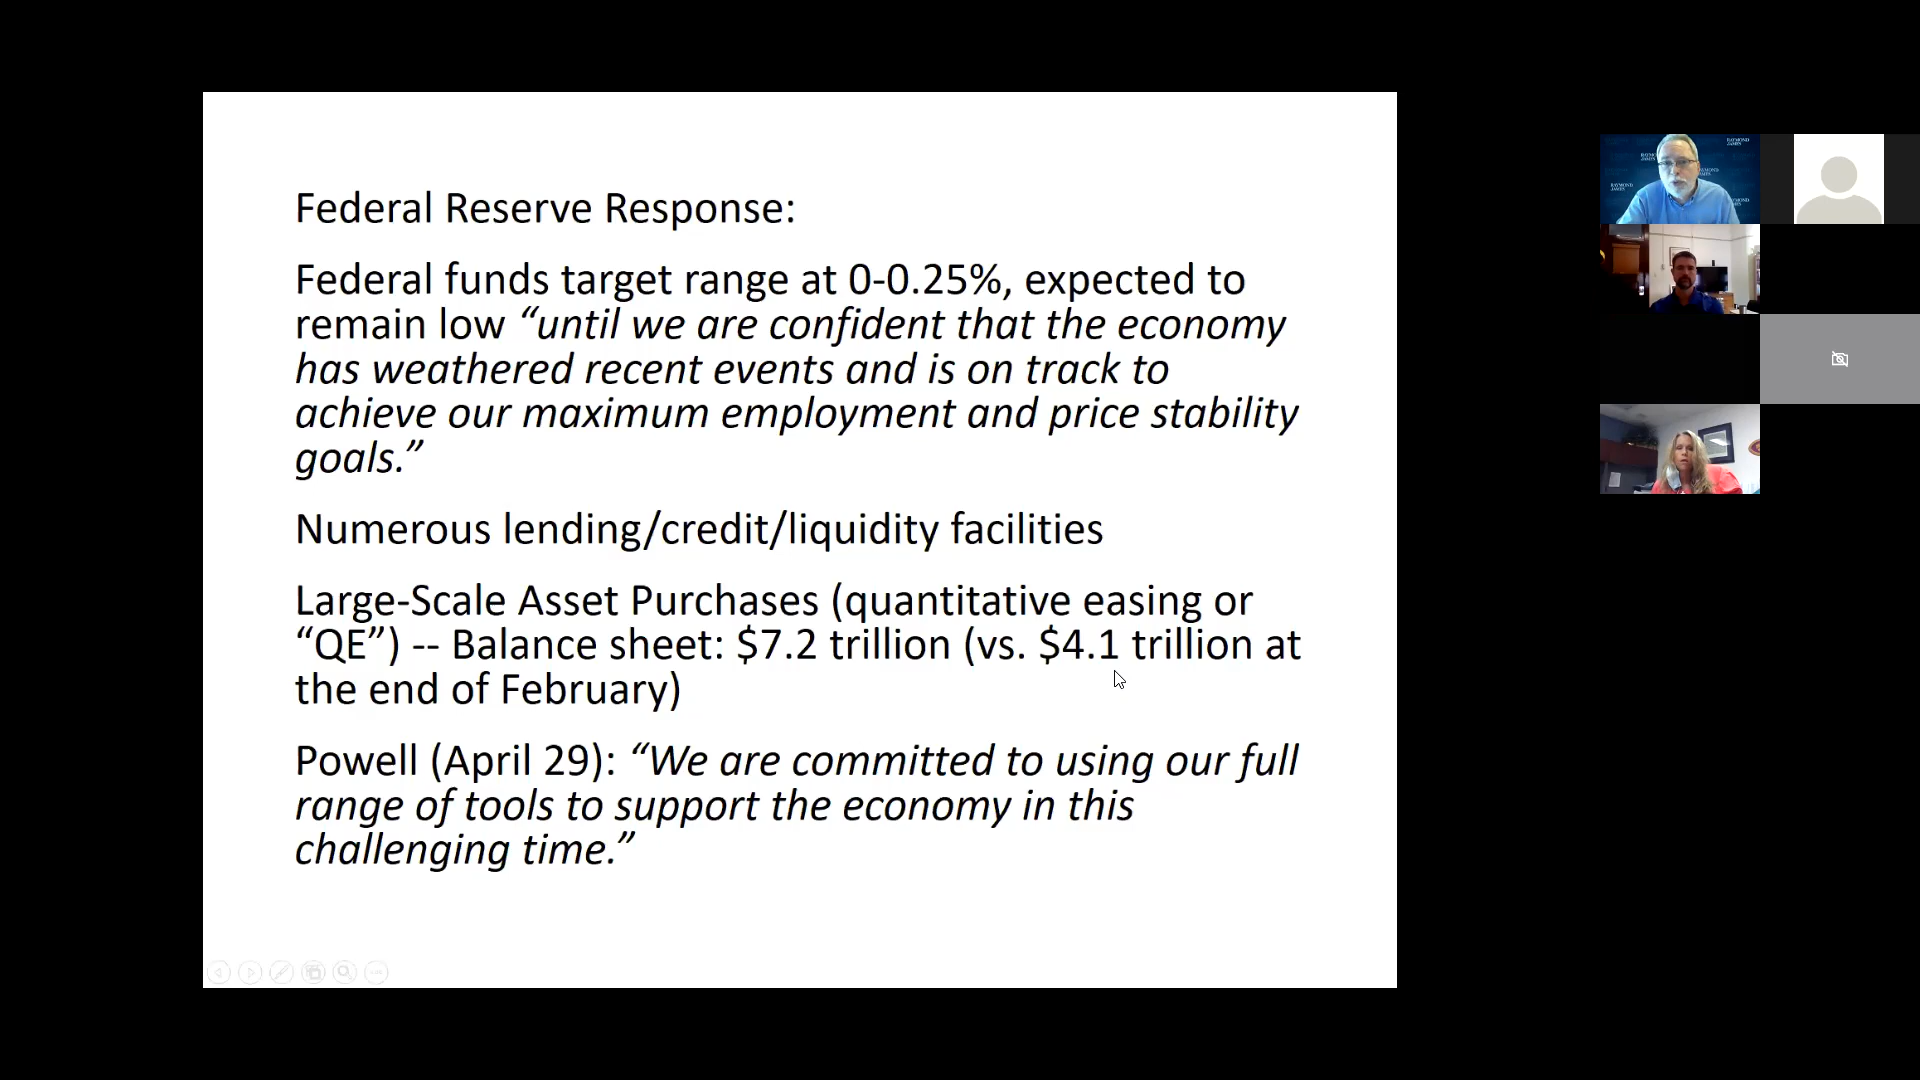 Federal Reserve Response:
Federal funds target range at 0-0.25%, expected to
remain low “until we are confident that the economy
has weathered recent events and is on track to
achieve our maximum employment and price stability
goals.”
Numerous lending/credit/liquidity facilities
Large-Scale Asset Purchases (quantitative easing or
“QE”) -- Balance sheet: $7.2 trillion (vs. $4.1 trillion at
the end of February)
Powell (April 29): “We are committed to using our full
range of tools to support the economy in this
challenging time.”
RAYMOND
JAMES
RAYMOND
JAMES